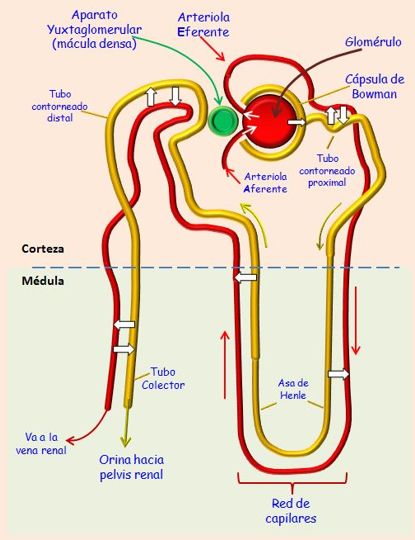 Aparato
Yuxtaglomerular
(mácula densa)
Arteriola
Eferente
Glomérulo
Cápsula de
Bowman
Tubo
contorneado
distal
Tubo
contorneado
proximal
Arteriola
Aferente
Corteza
Médula
Tubo
Colector
Asa de
Henle
Va a la
vena renal
Orina hacia
pelvis renal
Red de
capilares